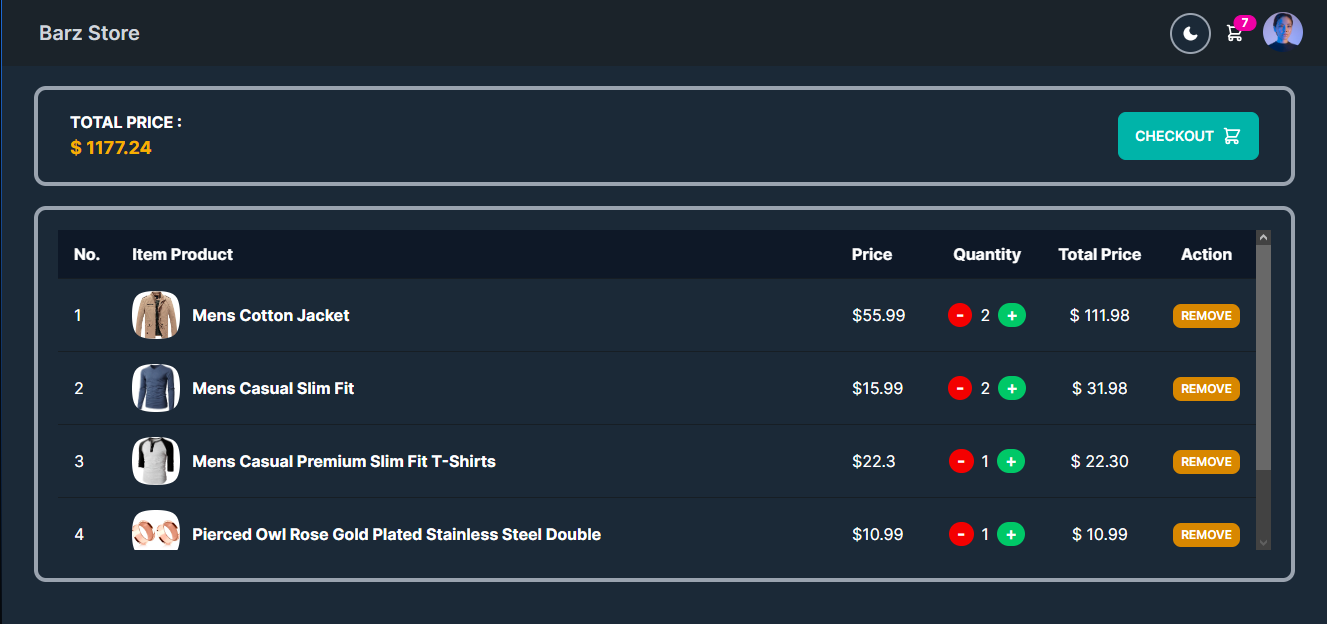 Barz Store
7
TOTAL PRICE :
$ 1177.24
CHECKOUT
No. Item Product Price Quantity Total Price Action
1 Mens Cotton Jacket $55.99 - 2 + $ 111.98 REMOVE
2 Mens Casual Slim Fit $15.99 - 2 + $ 31.98 REMOVE
3 Mens Casual Premium Slim Fit T-Shirts $22.3 - 1 + $ 22.30 REMOVE
4 Pierced Owl Rose Gold Plated Stainless Steel Double $10.99 - 1 + $ 10.99 REMOVE